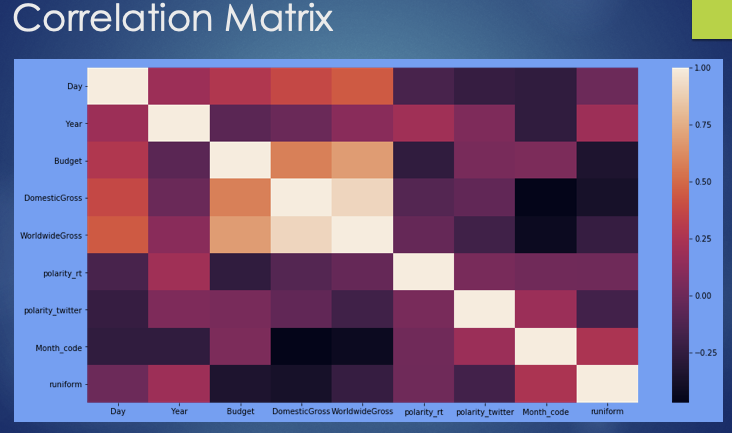 Correlation Matrix
Day
Year
Budget
DomesticGross
WorldwideGross
polarity_rt
polarity_twitter
Month_code
runiform
Day Year Budget DomesticGross WorldwideGross polarity_rt polarity_twitter Month_code runiform
1.00
0.75
0.50
0.25
0.00
−0.25